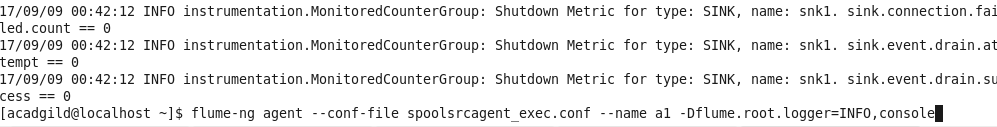 17/09/09 00:42:12 INFO instrumentation.MonitoredCounterGroup: Shutdown Metric for type: SINK, name: snk1. sink.connection.fai
led.count == 0
17/09/09 00:42:12 INFO instrumentation.MonitoredCounterGroup: Shutdown Metric for type: SINK, name: snk1. sink.event.drain.at
tempt == 0
17/09/09 00:42:12 INFO instrumentation.MonitoredCounterGroup: Shutdown Metric for type: SINK, name: snk1. sink.event.drain.su
cess == 0
[acadgild@localhost ~]$ flume-ng agent --conf-file spoolsrcagent_exec.conf --name a1 -Dflume.root.logger=INFO,console